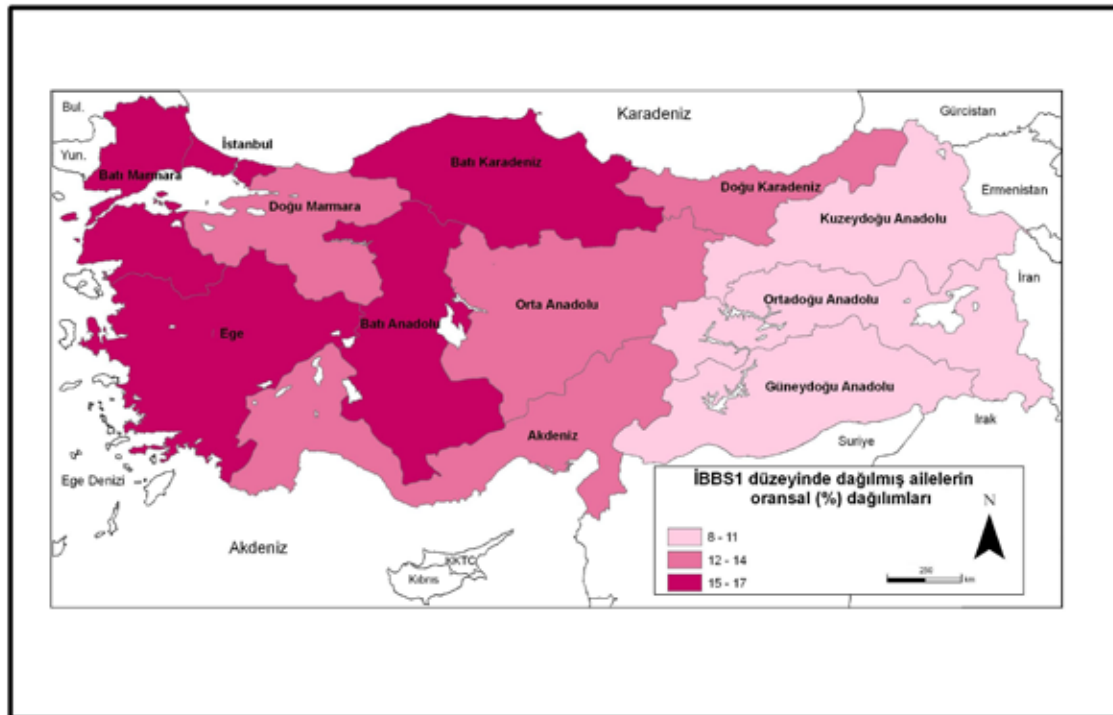 Bul.
Karadeniz
Gürcistan
Yun.
İstanbul
Batı Karadeniz
Batı Marmara
Doğu Karadeniz
Ermenistan
Doğu Marmara
Kuzeydoğu Anadolu
İran
Ortadoğu Anadolu
Orta Anadolu
Ege
Batı Anadolu
Güneydoğu Anadolu
Irak
Akdeniz
Suriye
Ege Denizi
İBBS1 düzeyinde dağılmış ailelerin
oransal (%) dağılımları
N
8 - 11
12 - 14
15 - 17
250
km
Akdeniz
KKTC
Kıbrıs